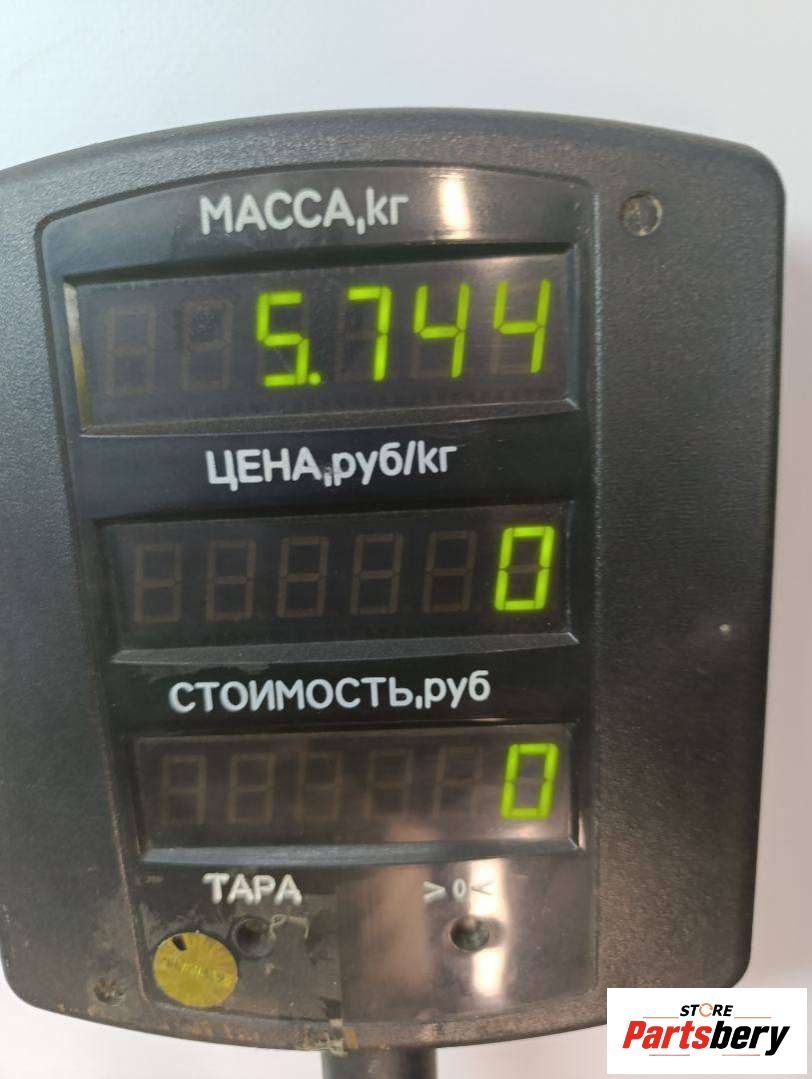 МАССА,кг
5.744
ЦЕНА,руб/кг
0
СТОИМОСТЬ,руб
0
ТАРА >0<
STORE
Partsbery